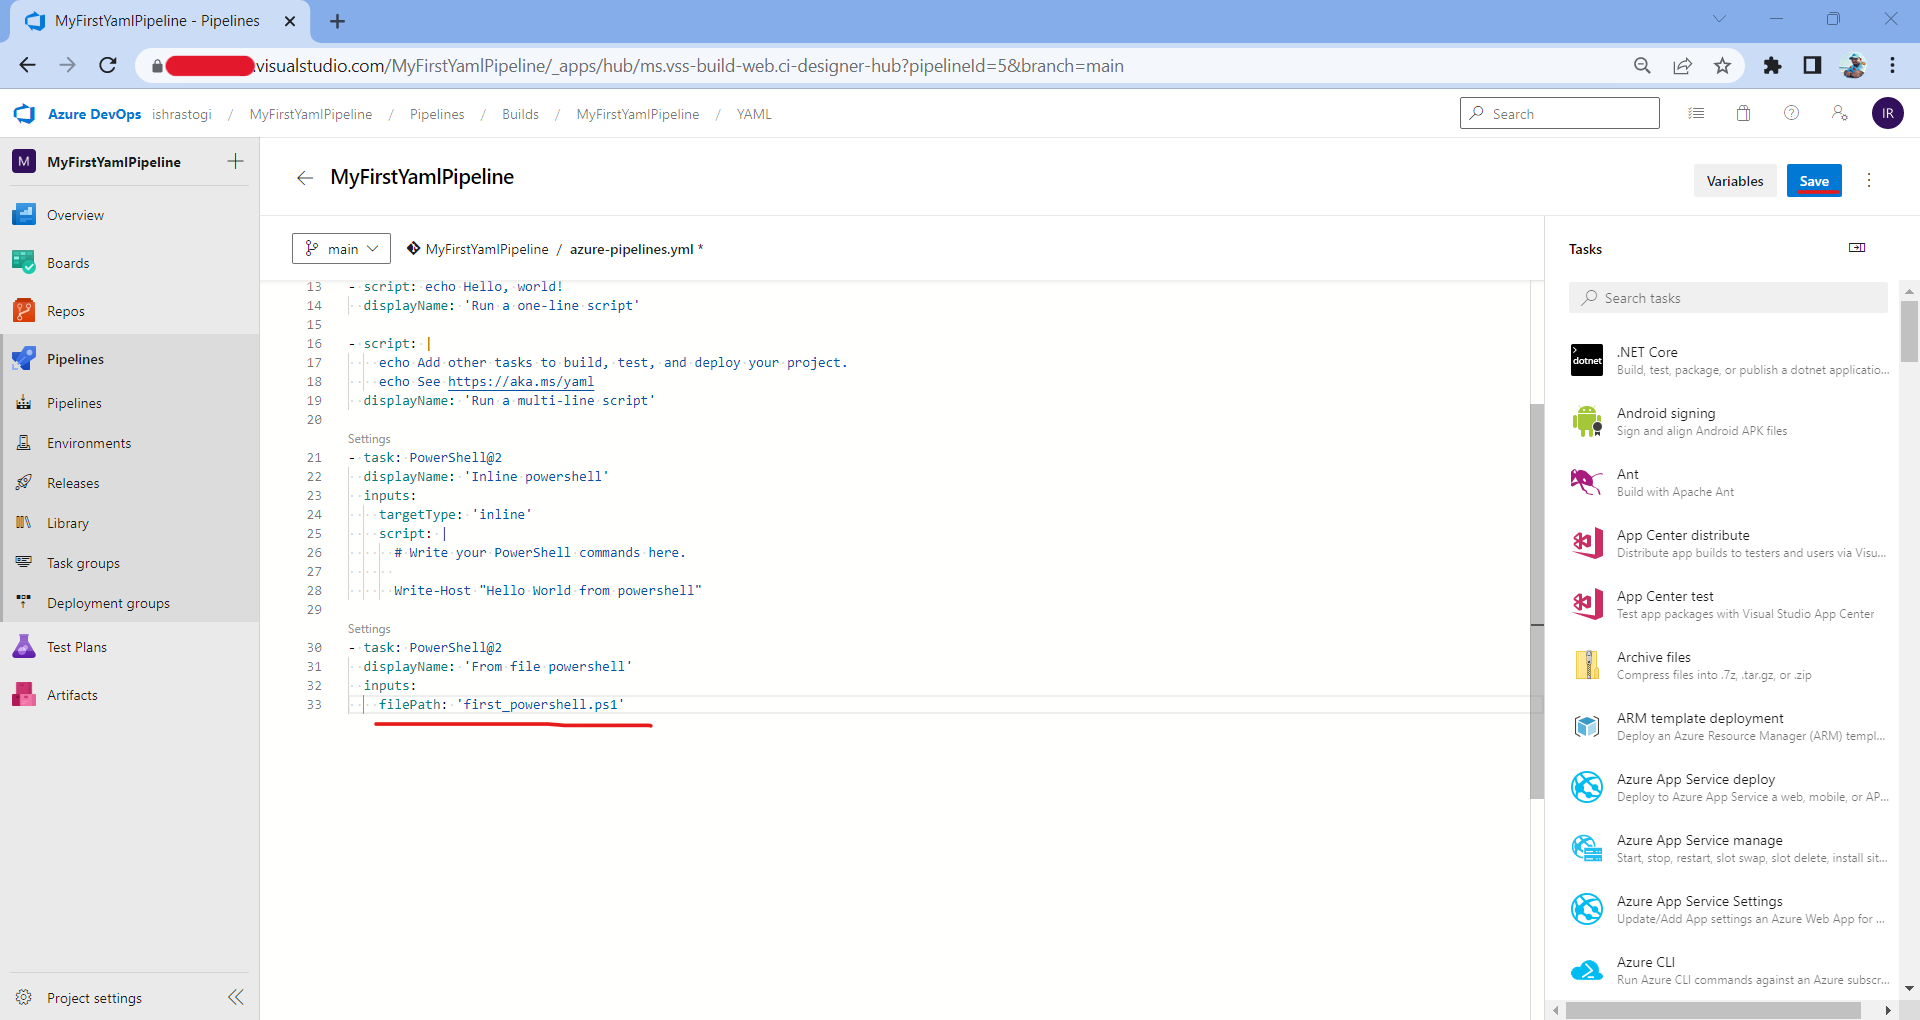 MyFirstYamlPipeline - Pipelines
.visualstudio.com/MyFirstYamlPipeline/_apps/hub/ms.vss-build-web.ci-designer-hub?pipelineId=5&branch=main
Azure DevOps ishrastogi / MyFirstYamlPipeline / Pipelines / Builds / MyFirstYamlPipeline / YAML
Search
IR
M MyFirstYamlPipeline
Overview
Boards
Repos
Pipelines
Pipelines
Environments
Releases
Library
Task groups
Deployment groups
Test Plans
Artifacts
Project settings
MyFirstYamlPipeline
Variables
Save
main
MyFirstYamlPipeline / azure-pipelines.yml *
13 - script: echo Hello, world!
14 displayName: 'Run a one-line script'
15
16 - script: |
17 echo Add other tasks to build, test, and deploy your project.
18 echo See https://aka.ms/yaml
19 displayName: 'Run a multi-line script'
20
Settings
21 - task: PowerShell@2
22 displayName: 'Inline powershell'
23 inputs:
24 targetType: 'inline'
25 script: |
26 # Write your PowerShell commands here.
27
28 Write-Host "Hello World from powershell"
29
Settings
30 - task: PowerShell@2
31 displayName: 'From file powershell'
32 inputs:
33 filePath: 'first_powershell.ps1'
Tasks
Search tasks
dotnet
.NET Core
Build, test, package, or publish a dotnet applicatio...
Android signing
Sign and align Android APK files
Ant
Build with Apache Ant
App Center distribute
Distribute app builds to testers and users via Visu...
App Center test
Test app packages with Visual Studio App Center
Archive files
Compress files into .7z, .tar.gz, or .zip
ARM template deployment
Deploy an Azure Resource Manager (ARM) templ...
Azure App Service deploy
Deploy to Azure App Service a web, mobile, or AP...
Azure App Service manage
Start, stop, restart, slot swap, slot delete, install sit...
Azure App Service Settings
Update/Add App settings an Azure Web App for ...
Azure CLI
Run Azure CLI commands against an Azure subscr...